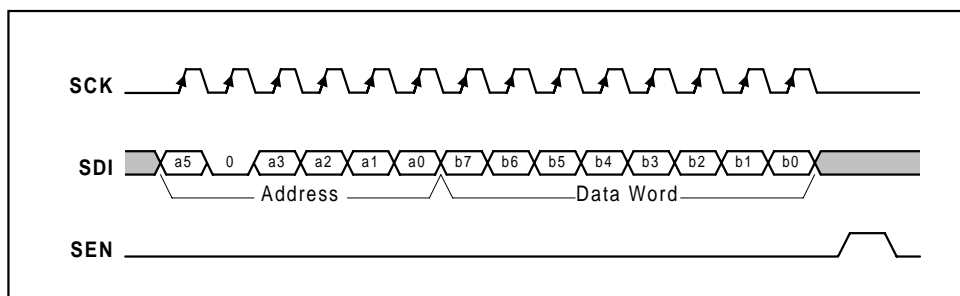 SCK
SDI a5 0 a3 a2 a1 a0 b7 b6 b5 b4 b3 b2 b1 b0
Address Data Word
SEN